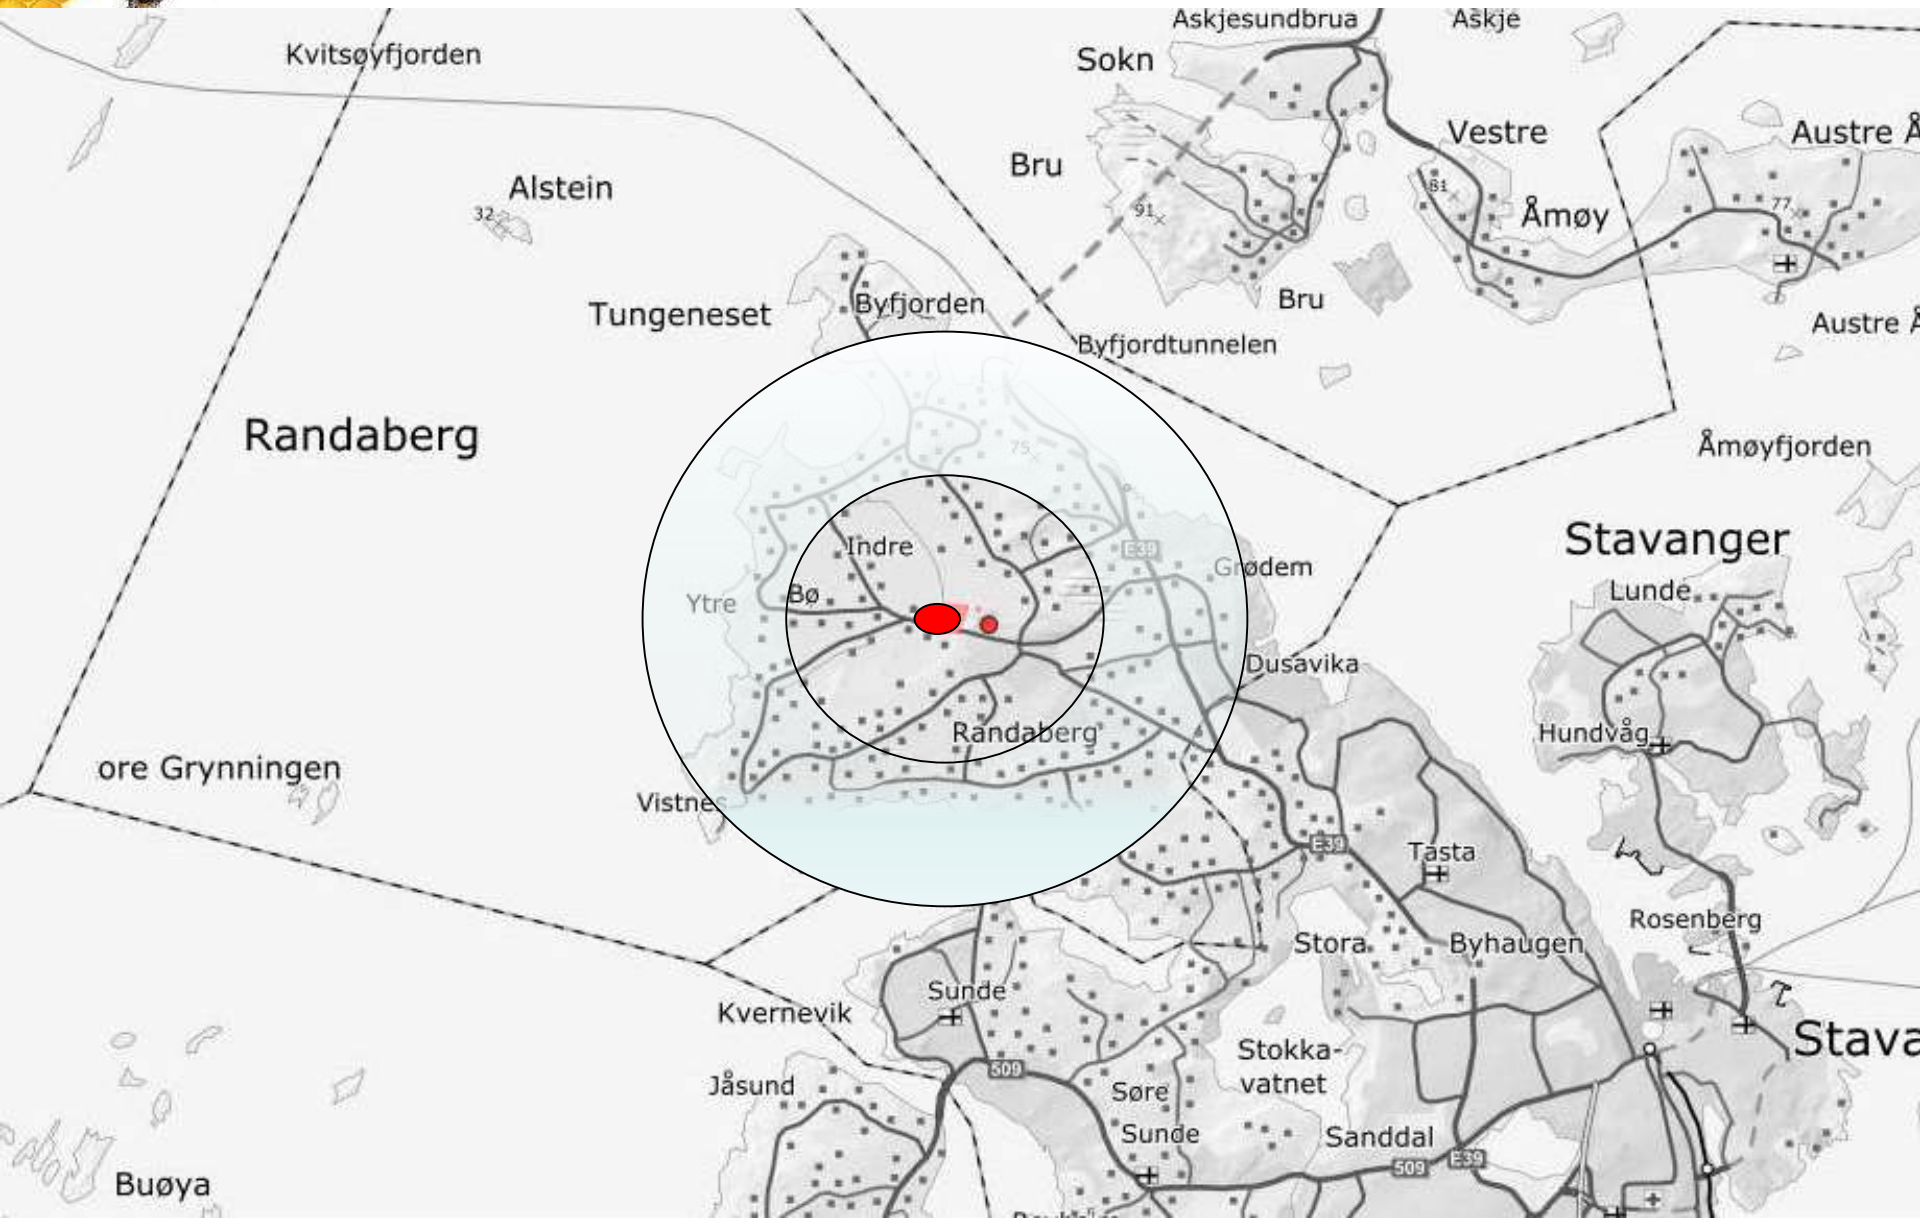 Askjesundbrua
Askje
Kvitsøyfjorden
Sokn
Vestre
Austre Å
Bru
81
Alstein
32
91
77
Åmøy
Byfjorden
Bru
Tungeneset
Austre Å
Byfjordtunnelen
Randaberg
75
Åmøyfjorden
Stavanger
Indre
E39
Grødem
Lunde
Bø
Ytre
Dusavika
Randaberg
Hundvåg
ore Grynningen
Vistnes
E39
Tasta
Rosenberg
Stora
Byhaugen
Sunde
Kvernevik
Stava
Stokka-
vatnet
509
Jåsund
Søre
Sunde
Sanddal
509
E39
Buøya